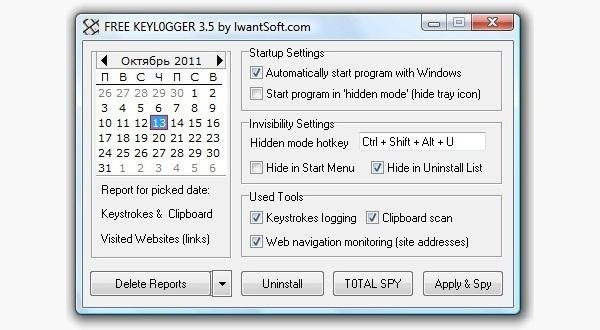 FREE KEYL0GGER 3.5 by IwantSoft.com
Октябрь 2011
П В С Ч П С В
26 27 28 29 30 1 2
3 4 5 6 7 8 9
10 11 12 13 14 15 16
17 18 19 20 21 22 23
24 25 26 27 28 29 30
31 1 2 3 4 5 6
Report for picked date:
Keystrokes & Clipboard
Visited Websites (links)
Startup Settings
Automatically start program with Windows
Start program in 'hidden mode' (hide tray icon)
Invisibility Settings
Hidden mode hotkey Ctrl + Shift + Alt + U
Hide in Start Menu Hide in Uninstall List
Used Tools
Keystrokes logging Clipboard scan
Web navigation monitoring (site addresses)
Delete Reports Uninstall T0TAL SPY Apply & Spy